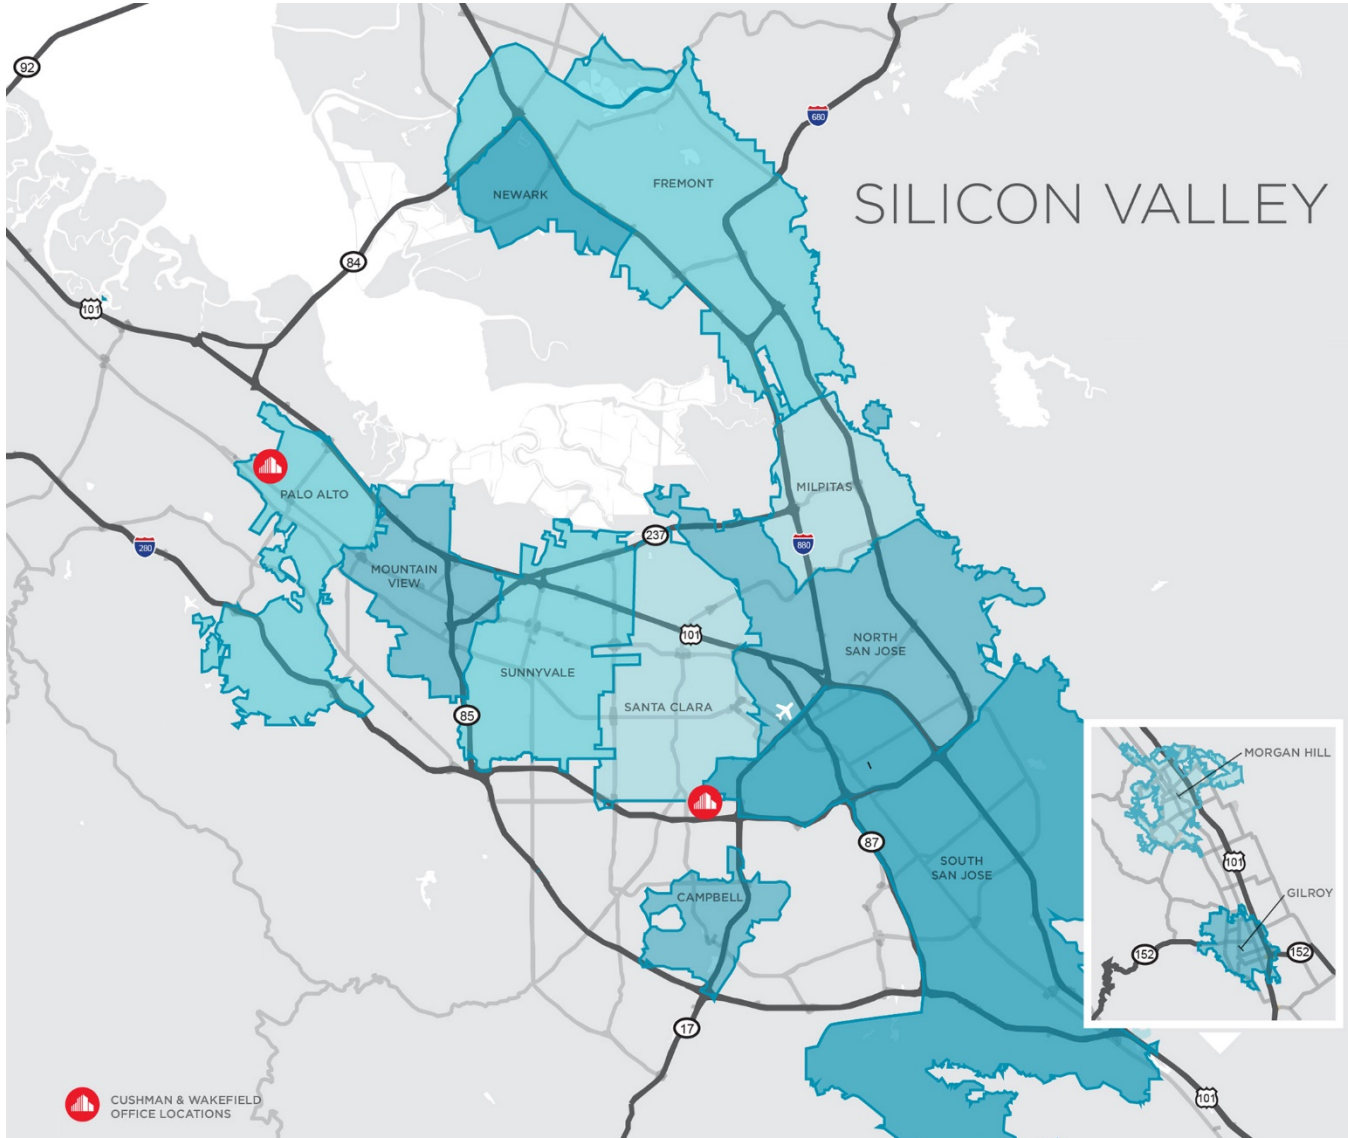 92
680
SILICON VALLEY
FREMONT
NEWARK
84
101
MILPITAS
PALO ALTO
237
880
280
MOUNTAIN
VIEW
101
NORTH
SAN JOSE
SUNNYVALE
SANTA CLARA
85
MORGAN HILL
87
101
SOUTH
SAN JOSE
GILROY
CAMPBELL
152
152
17
101
CUSHMAN & WAKEFIELD
OFFICE LOCATIONS